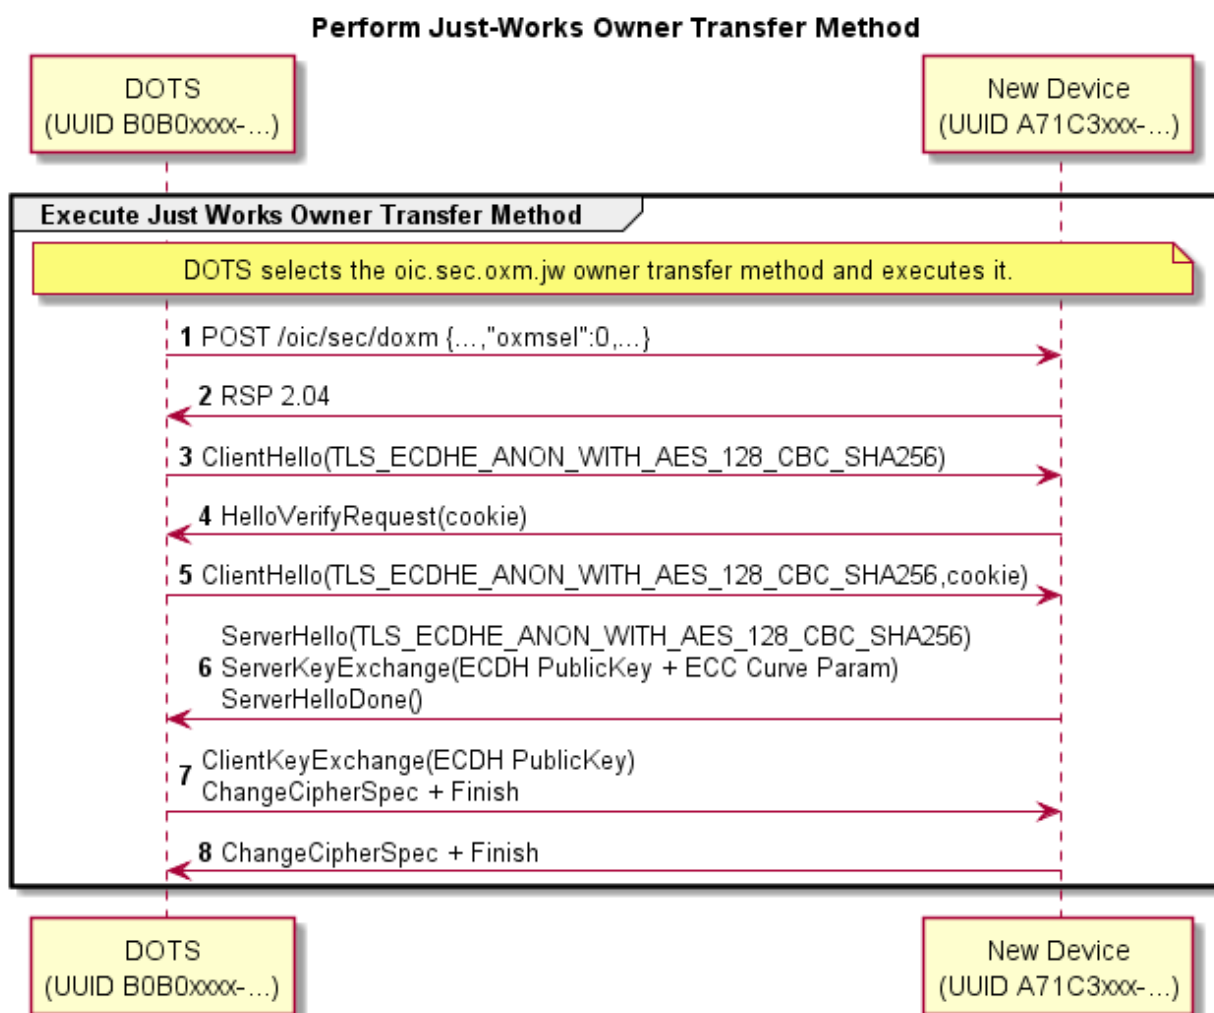 Perform Just-Works Owner Transfer Method
DOTS
(UUID B0B0xxxx-...)
New Device
(UUID A71C3xxx-...)
Execute Just Works Owner Transfer Method
DOTS selects the oic.sec.oxm.jw owner transfer method and executes it.
1 POST /oic/sec/doxm {...,"oxmsel":0,...}
2 RSP 2.04
3 ClientHello(TLS_ECDHE_ANON_WITH_AES_128_CBC_SHA256)
4 HelloVerifyRequest(cookie)
5 ClientHello(TLS_ECDHE_ANON_WITH_AES_128_CBC_SHA256,cookie)
ServerHello(TLS_ECDHE_ANON_WITH_AES_128_CBC_SHA256)
6 ServerKeyExchange(ECDH PublicKey + ECC Curve Param)
ServerHelloDone()
7 ClientKeyExchange(ECDH PublicKey)
ChangeCipherSpec + Finish
8 ChangeCipherSpec + Finish
DOTS
(UUID B0B0xxxx-...)
New Device
(UUID A71C3xxx-...)